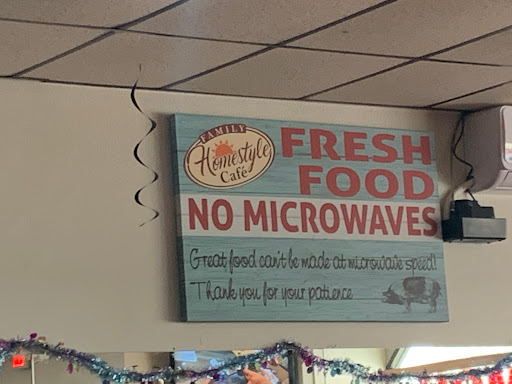 FAMILY
Homestyle
Café
FRESH
FOOD
NO MICROWAVES
Great food can't be made at microwave speed!
Thank you for your patience